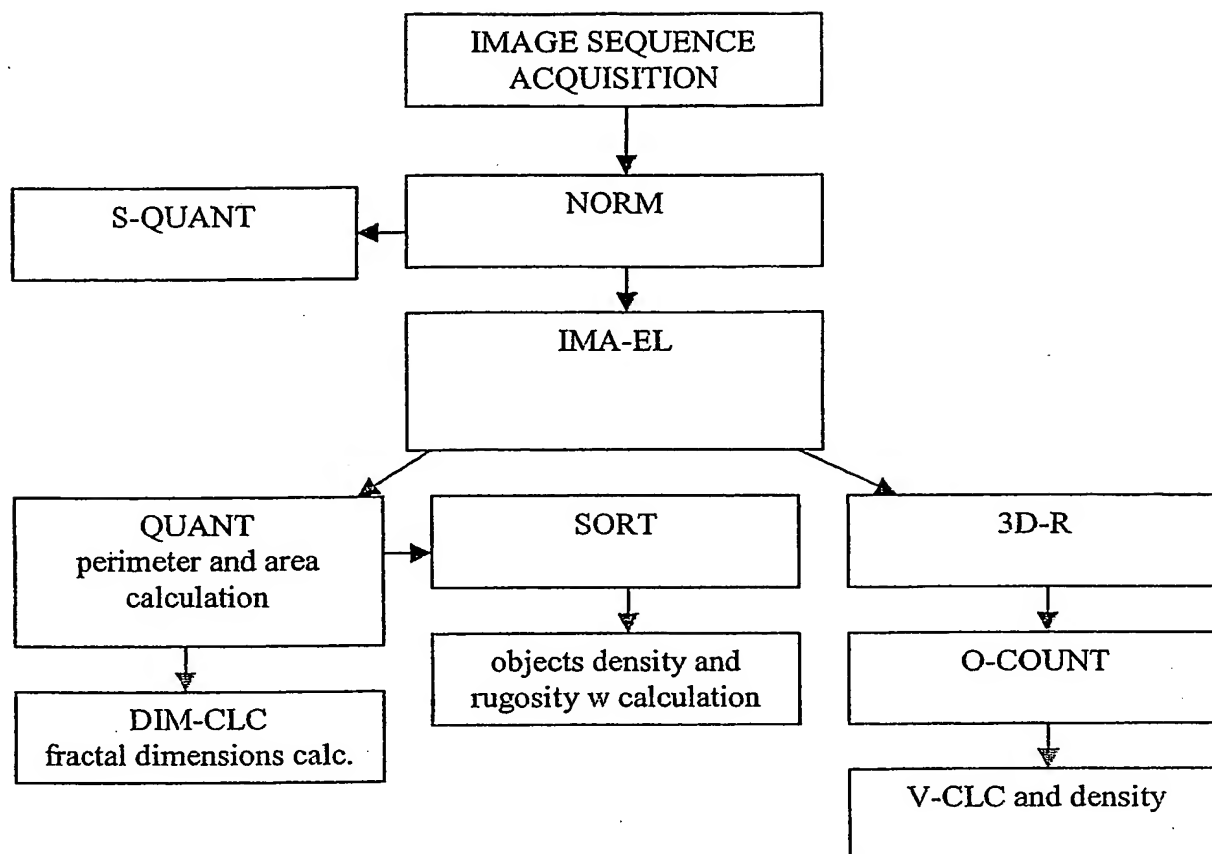 IMAGE SEQUENCE
ACQUISITION
S-QUANT
NORM
IMA-EL
QUANT
perimeter and area
calculation
SORT
3D-R
objects density and
rugosity w calculation
O-COUNT
DIM-CLC
fractal dimensions calc.
V-CLC and density